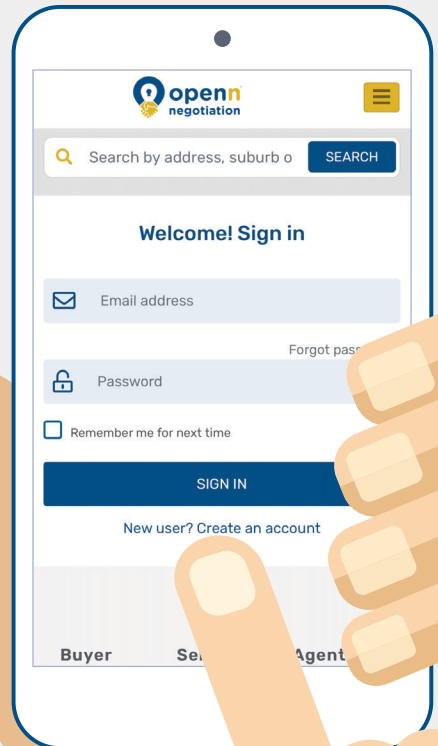 openn
negotiation
Search by address, suburb o
SEARCH
Welcome! Sign in
Email address
Forgot pass
Password
Remember me for next time
SIGN IN
New user? Create an account
Buyer Se Agent